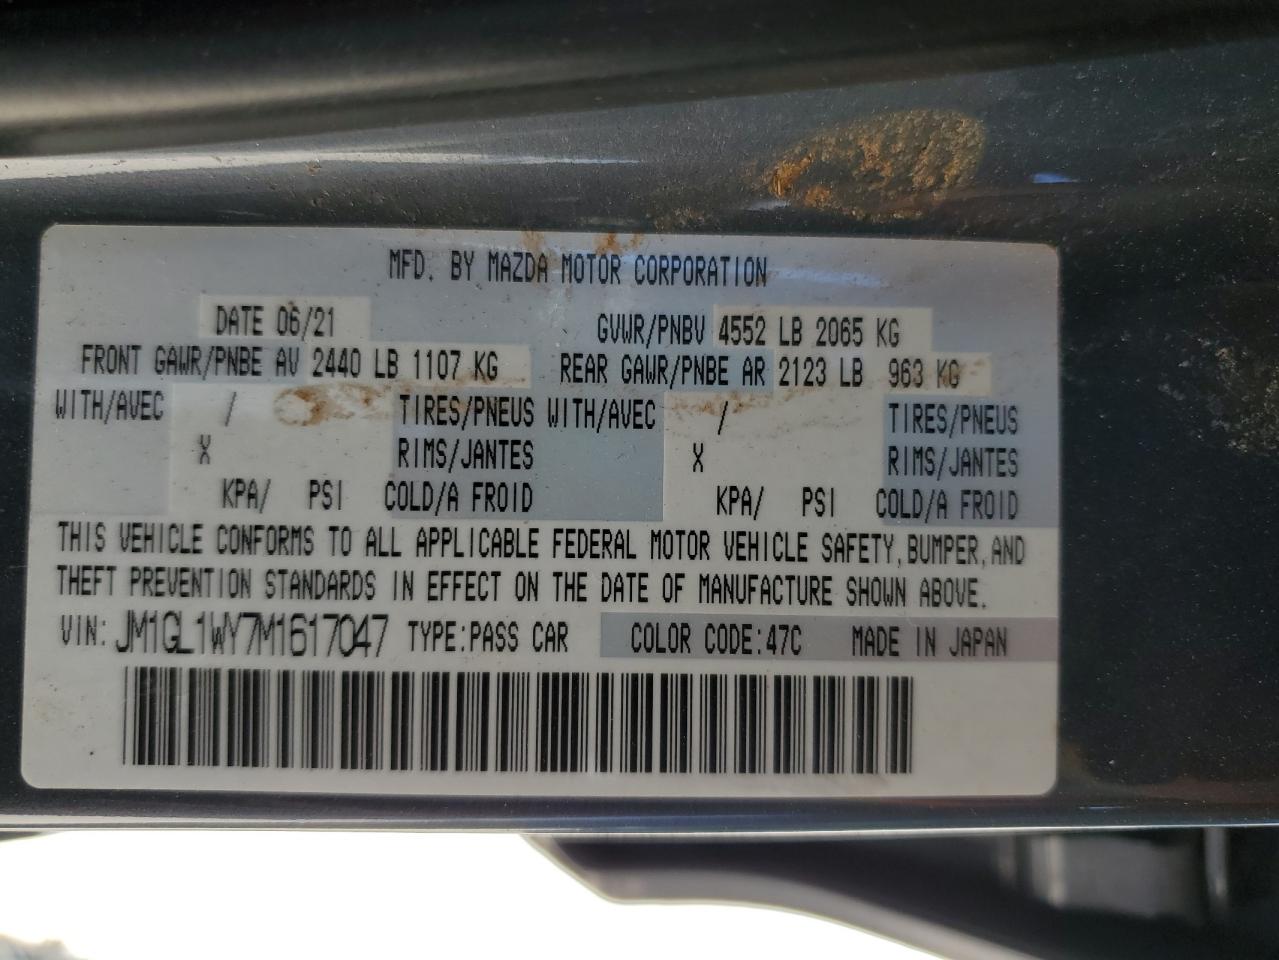 MFD. BY MAZDA MOTOR CORPORATION
DATE 06/21 GVWR/PNBV 4552 LB 2065 KG
FRONT GAWR/PNBE AV 2440 LB 1107 KG REAR GAWR/PNBE AR 2123 LB 963 KG
WITH/AVEC / TIRES/PNEUS WITH/AVEC / TIRES/PNEUS
X RIMS/JANTES X RIMS/JANTES
KPA/ PSI COLD/A FROID KPA/ PSI COLD/A FROID
THIS VEHICLE CONFORMS TO ALL APPLICABLE FEDERAL MOTOR VEHICLE SAFETY, BUMPER, AND
THEFT PREVENTION STANDARDS IN EFFECT ON THE DATE OF MANUFACTURE SHOWN ABOVE.
VIN: JM1GL1WY7M1617047 TYPE:PASS CAR COLOR CODE:47C MADE IN JAPAN